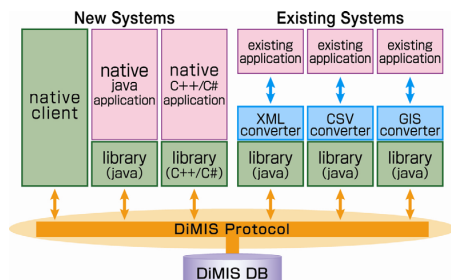 New Systems
Existing Systems
native
client
native
java
application
native
C++/C#
application
existing
application
existing
application
existing
application
XML
converter
CSV
converter
GIS
converter
library
(java)
library
(C++/C#)
library
(java)
library
(java)
library
(java)
DiMIS Protocol
DiMIS DB